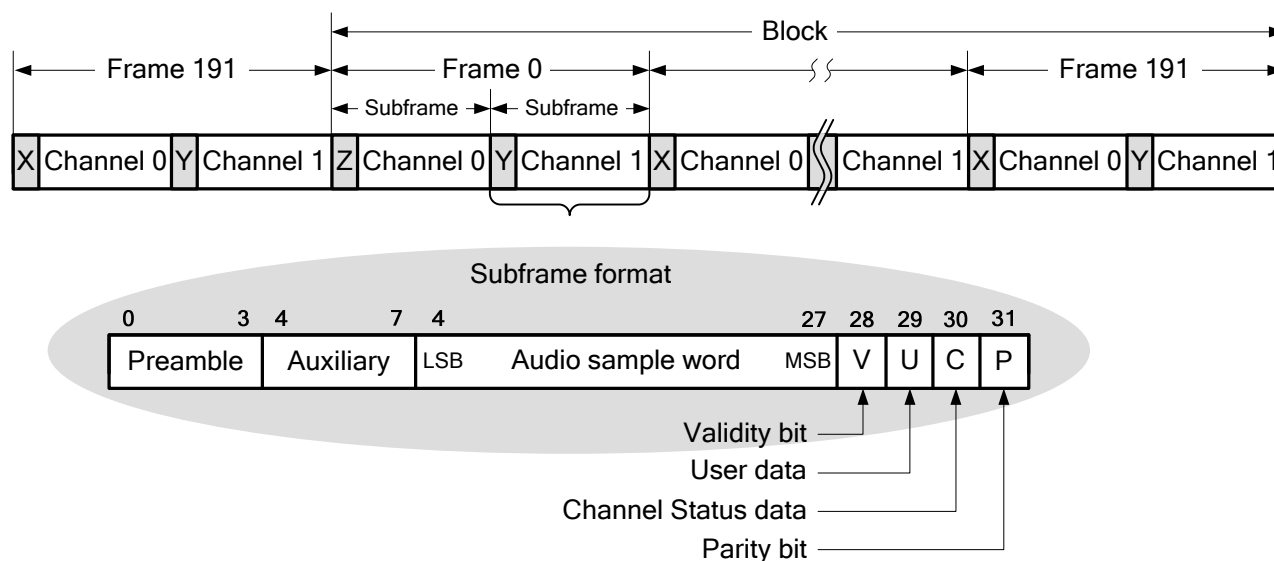 Block
Frame 191 Frame 0 Frame 191
Subframe Subframe
X Channel 0 Y Channel 1 Z Channel 0 Y Channel 1 X Channel 0 Channel 1 X Channel 0 Y Channel 1
Subframe format
0 3 4 7 4 27 28 29 30 31
Preamble Auxiliary LSB Audio sample word MSB V U C P
Validity bit
User data
Channel Status data
Parity bit